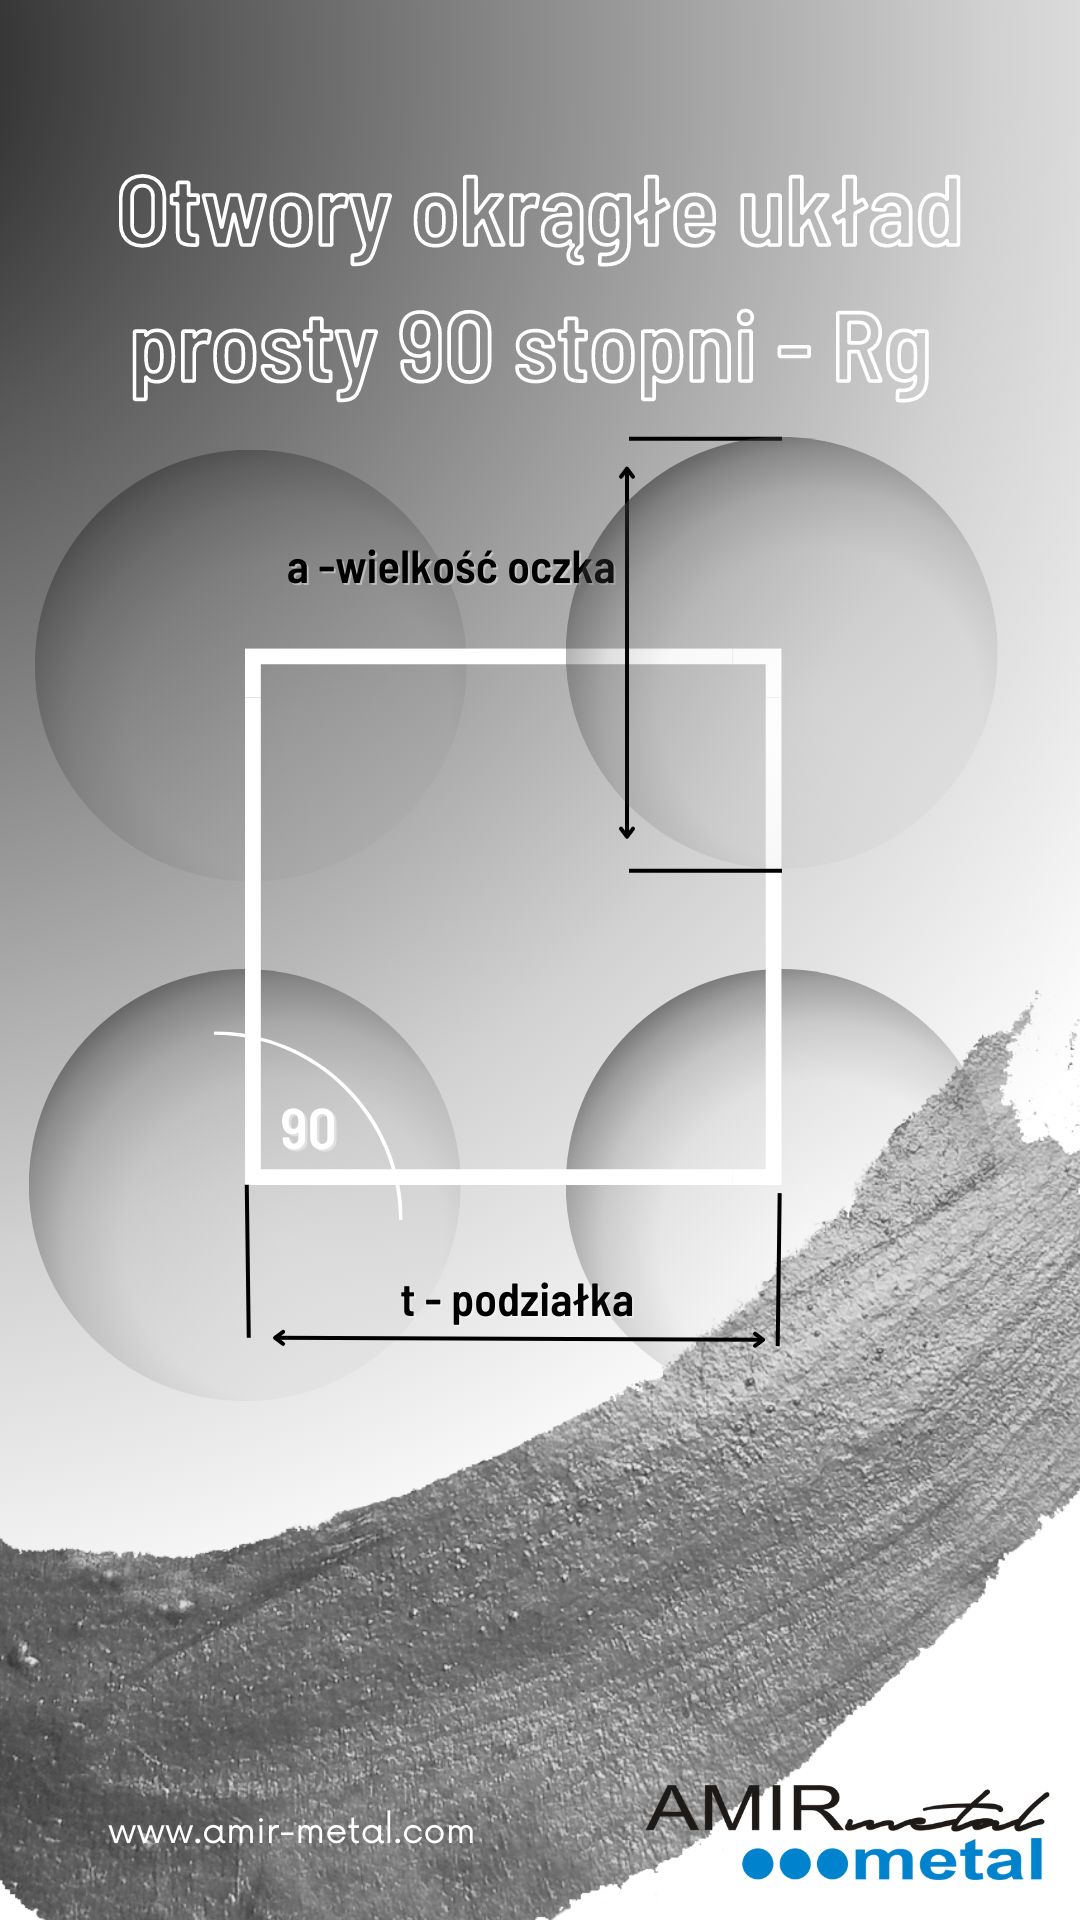 Otwory okrągłe układ
prosty 90 stopni - Rg
a -wielkość oczka
90
t - podziałka
www.amir-metal.com
AMIR metal
metal